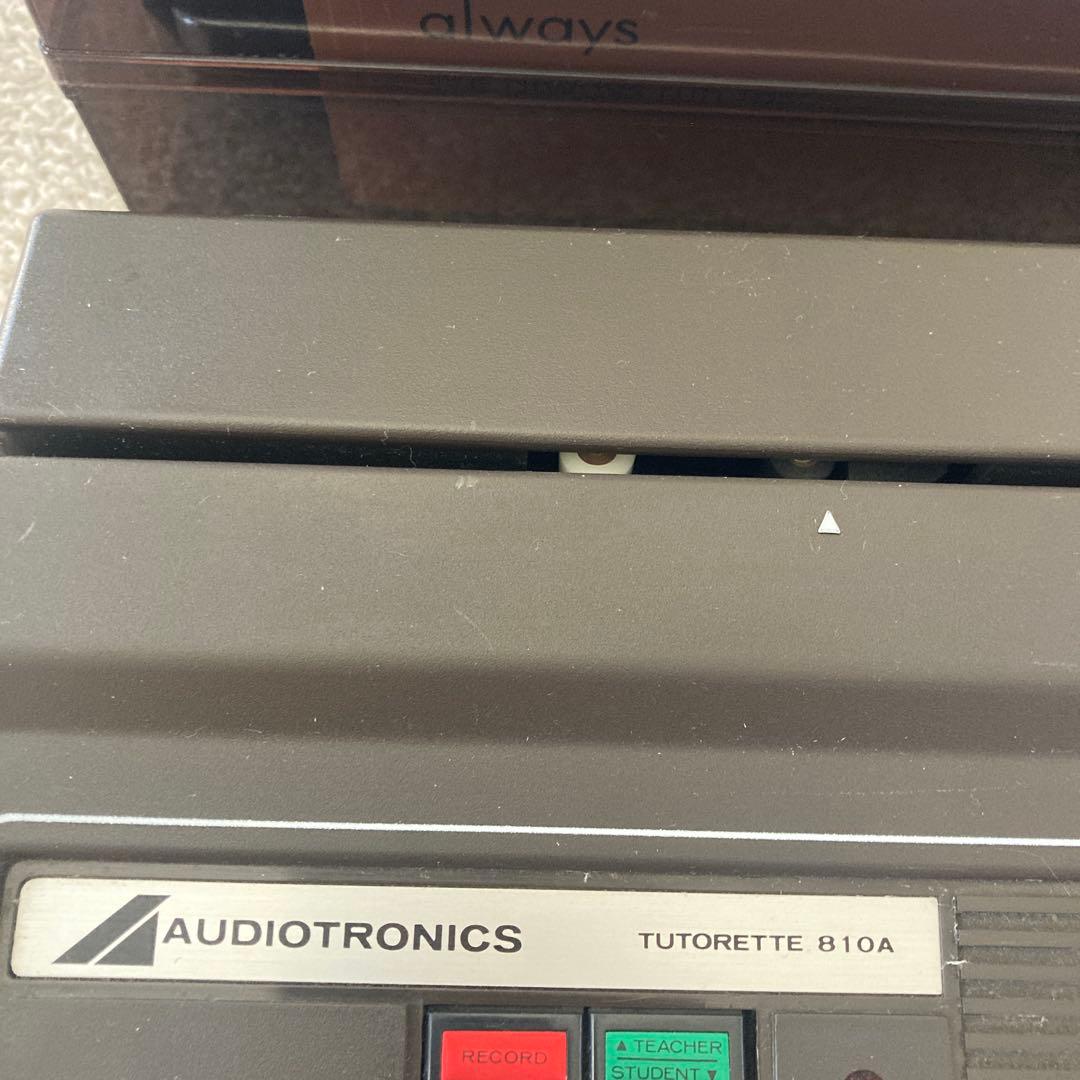 always
AUDIOTRONICS
TUTORETTE 810A
RECORD
▲ TEACHER
STUDENT ▼